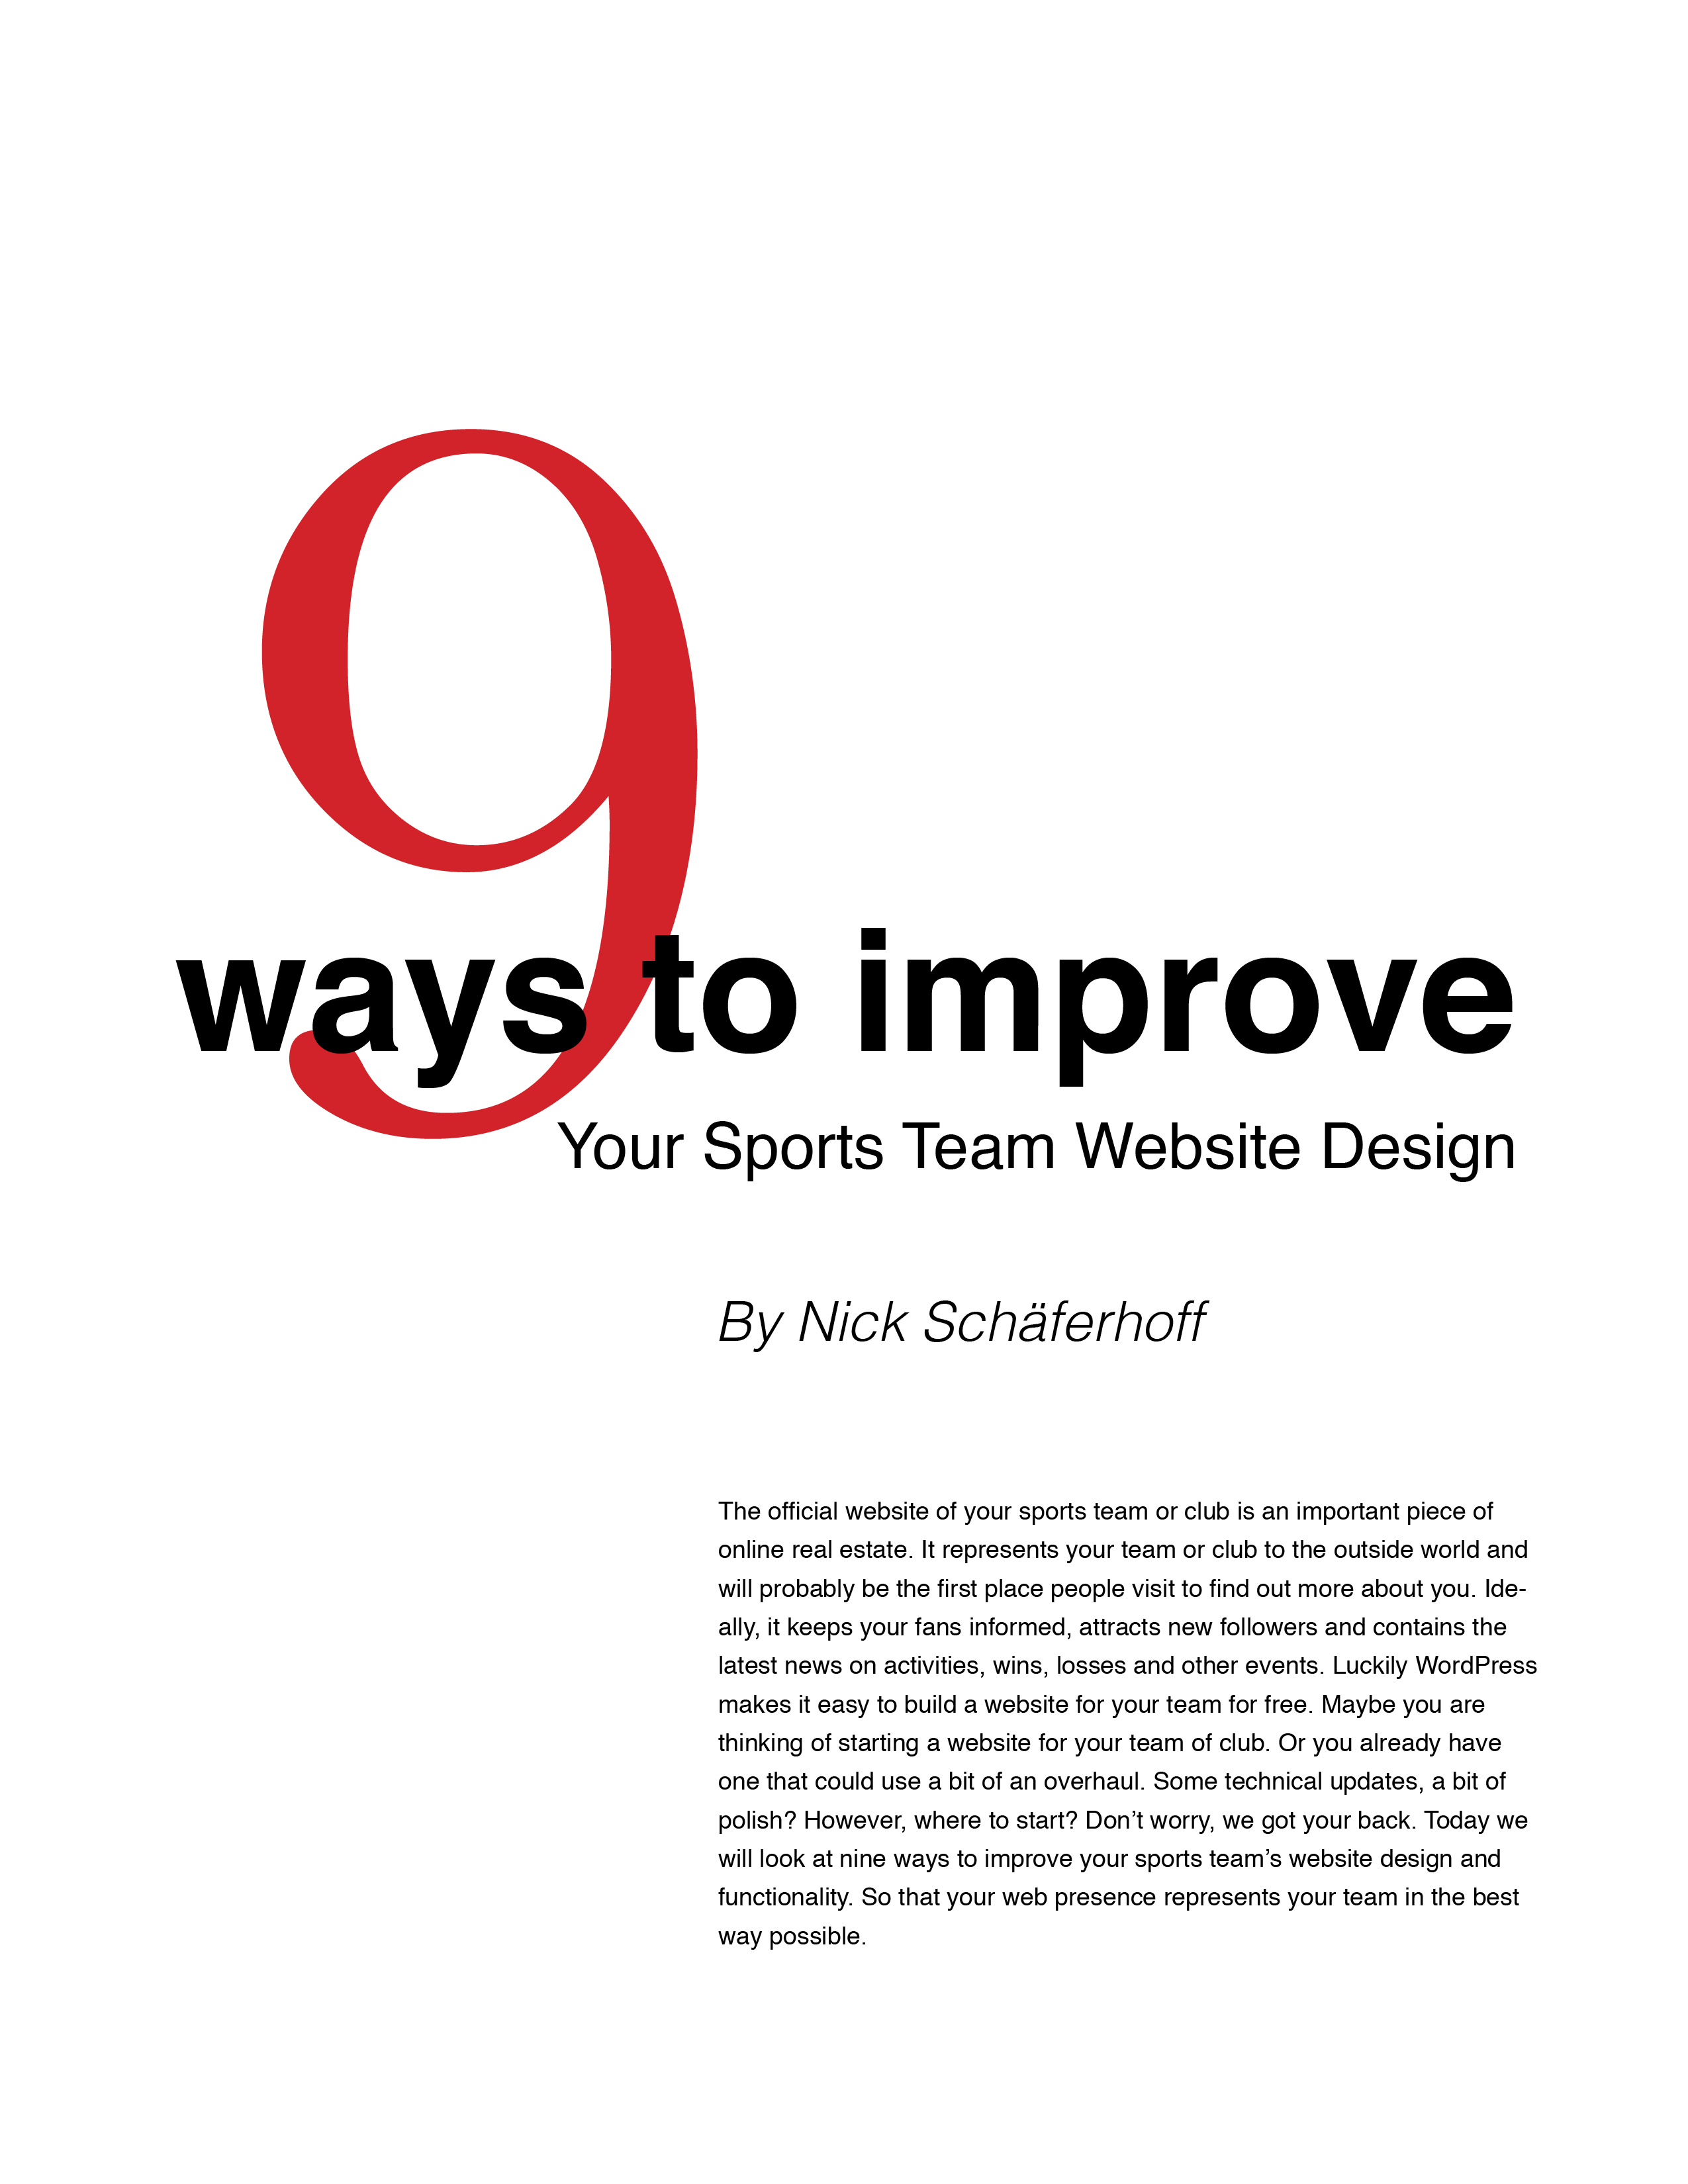 9
ways to improve
Your Sports Team Website Design
By Nick Schäferhoff
The official website of your sports team or club is an important piece of
online real estate. It represents your team or club to the outside world and
will probably be the first place people visit to find out more about you. Ide-
ally, it keeps your fans informed, attracts new followers and contains the
latest news on activities, wins, losses and other events. Luckily WordPress
makes it easy to build a website for your team for free. Maybe you are
thinking of starting a website for your team of club. Or you already have
one that could use a bit of an overhaul. Some technical updates, a bit of
polish? However, where to start? Don’t worry, we got your back. Today we
will look at nine ways to improve your sports team’s website design and
functionality. So that your web presence represents your team in the best
way possible.